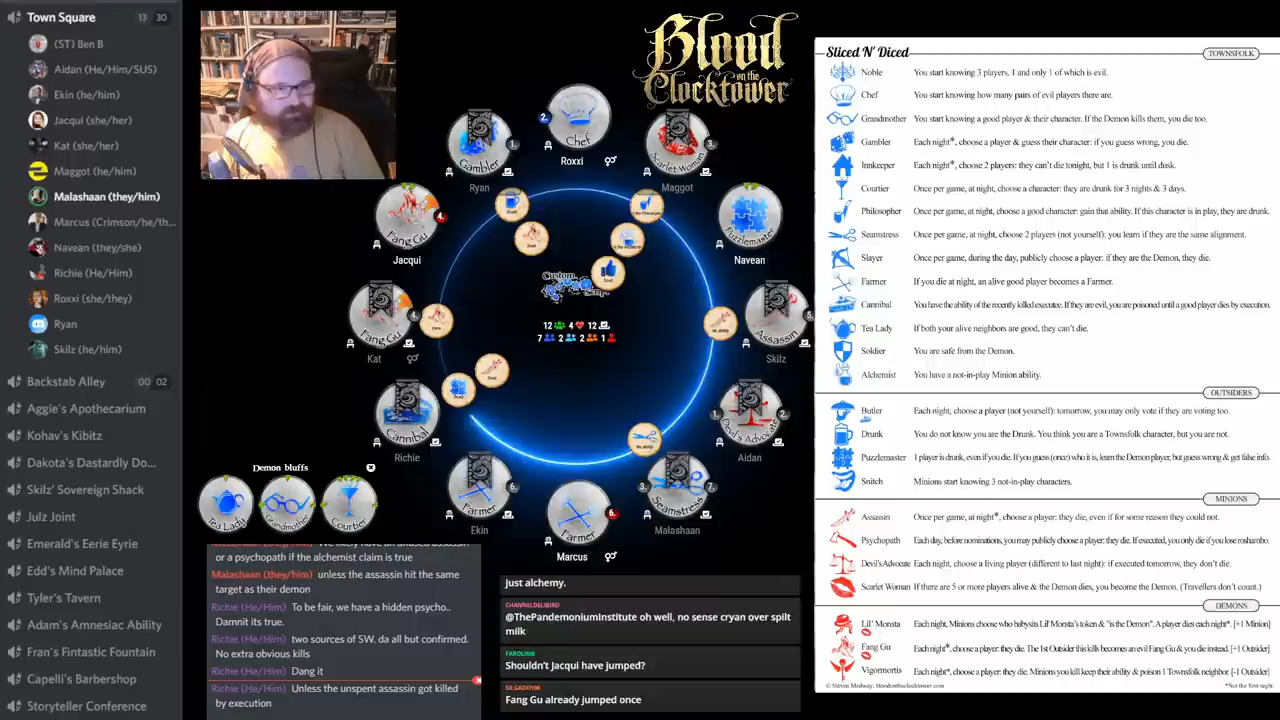 Town Square
13 30
(ST) Ben B
Aidan (He/Him/SUS)
Ekin (he/him)
Jacqui (she/her)
Kat (she/her)
Maggot (he/him)
Malashaan (they/him)
Marcus (Crimson/he/th...
Navean (they/she)
Richie (He/Him)
Roxxi (she/they)
Ryan
Skilz (he/him)
Backstab Alley
00 02
Aggie's Apothecarium
Kohav's Kibitz
Dakota's Dastardly Do...
Skilz' Sovereign Shack
JuJu Joint
Emerald's Eerie Eyrie
Edd's Mind Palace
Tyler's Tavern
Adam's Amnesiac Ability
Fran's Frantic Fountain
Russell's Baron Bastion
Storyteller Conference
Blood
on the
Clocktower
Gambler
Ryan
Chef
Roxxi
Scarlet Woman
Maggot
Fang Gu
Jacqui
Puzzlemaster
Navean
Fang Gu
Kat
Assassin
Skilz
Cannibal
Richie
Devil's Advocate
Aidan
Farmer
Ekin
Farmer
Marcus
Seamstress
Malashaan
Custom
12 4 12
7 2 2 2 1
Demon bluffs
Tea Lady
Grandmother
Courtier
or a psychopath if the alchemist claim is true
Malashaan (they/him) unless the assassin hit the same
target as their demon
Richie (He/Him) To be fair, we have a hidden psycho..
Damnit its true.
Richie (He/Him) two sources of SW. da all but confirmed.
No extra obvious kills
Richie (He/Him) Dang it
Richie (He/Him) Unless the unspent assassin got killed
by execution
just alchemy.
CHANNELDELIBIRD
@ThePandemoniumInstitute oh well, no sense cryan over spilt
milk
FAROLINB
Shouldn't Jacqui have jumped?
SILGADO106
Fang Gu already jumped once
Sliced N' Diced
TOWNSFOLK
Noble You start knowing 3 players, 1 and only 1 of which is evil.
Chef You start knowing how many pairs of evil players there are.
Grandmother You start knowing a good player & their character. If the Demon kills them, you die too.
Gambler Each night*, choose a player & guess their character: if you guess wrong, you die.
Innkeeper Each night*, choose 2 players: they can't die tonight, but 1 is drunk until dusk.
Courtier Once per game, at night, choose a character: they are drunk for 3 nights & 3 days.
Philosopher Once per game, at night, choose a good character: gain that ability. If this character is in play, they are drunk.
Seamstress Once per game, at night, choose 2 players (not yourself): you learn if they are the same alignment.
Slayer Once per game, during the day, publicly choose a player: if they are the Demon, they die.
Farmer If you die at night, an alive good player becomes a Farmer.
Cannibal You have the ability of the recently killed executee. If they are evil, you are poisoned until a good player dies by execution.
Tea Lady If both your alive neighbors are good, they can't die.
Soldier You are safe from the Demon.
Alchemist You have a not-in-play Minion ability.
OUTSIDERS
Butler Each night, choose a player (not yourself): tomorrow, you may only vote if they are voting too.
Drunk You do not know you are the Drunk. You think you are a Townsfolk character, but you are not.
Puzzlemaster 1 player is drunk, even if you die. If you guess (once) who it is, learn the Demon player, but guess wrong & get false info.
Snitch Minions start knowing 3 not-in-play characters.
MINIONS
Assassin Once per game, at night*, choose a player: they die, even if for some reason they could not.
Psychopath Each day, before nominations, you may publicly choose a player: they die. If executed, you only die if you lose roshambo.
Devil's Advocate Each night, choose a living player (different to last night): if executed tomorrow, they don't die.
Scarlet Woman If there are 5 or more players alive & the Demon dies, you become the Demon. (Travellers don't count.)
DEMONS
Lil' Monsta Each night, Minions choose who babysits Lil' Monsta's token & "is the Demon". A player dies each night*. [+1 Minion]
Fang Gu Each night*, choose a player: they die. The 1st Outsider this kills becomes an evil Fang Gu & you die instead. [+1 Outsider]
Vigormortis Each night*, choose a player: they die. Minions you kill keep their ability & poison 1 Townsfolk neighbor. [-1 Outsider]
© Steven Medway, bloodontheclocktower.com
*Not the first night